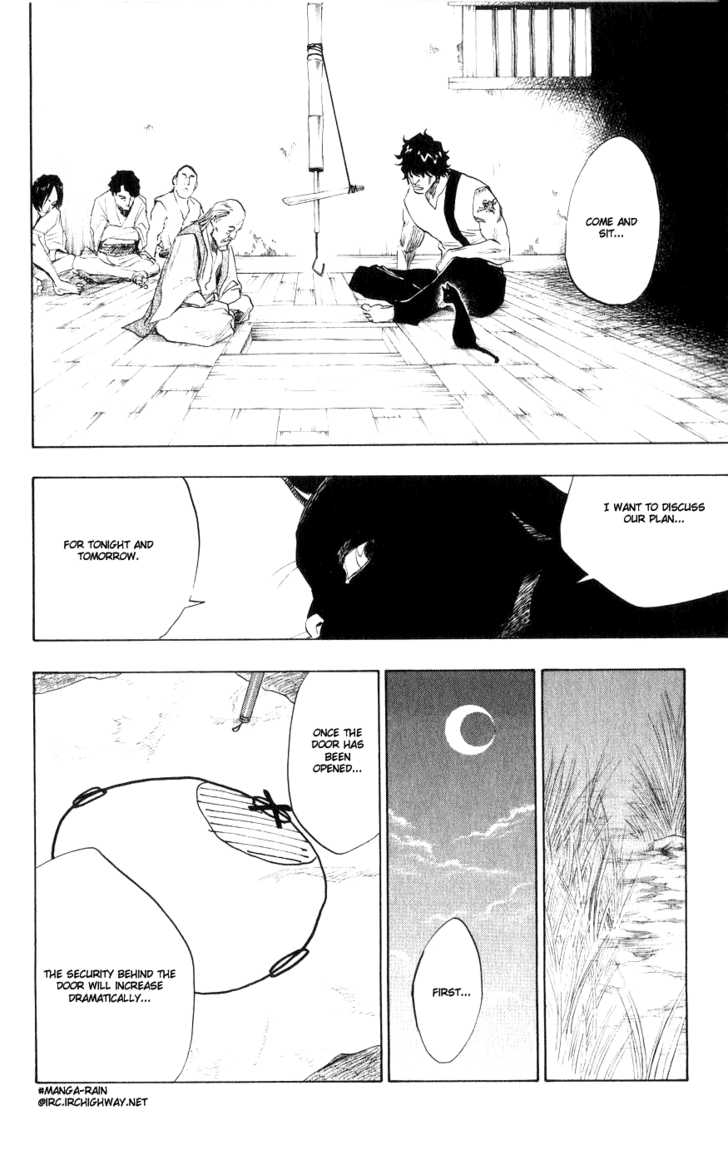 COME AND
SIT...
I WANT TO DISCUSS
OUR PLAN...
FOR TONIGHT AND
TOMORROW.
FIRST...
ONCE THE
DOOR HAS
BEEN
OPENED...
THE SECURITY BEHIND THE
DOOR WILL INCREASE
DRAMATICALLY...
#MANGA-RAIN
@IRC.IRCHIGHWAY.NET